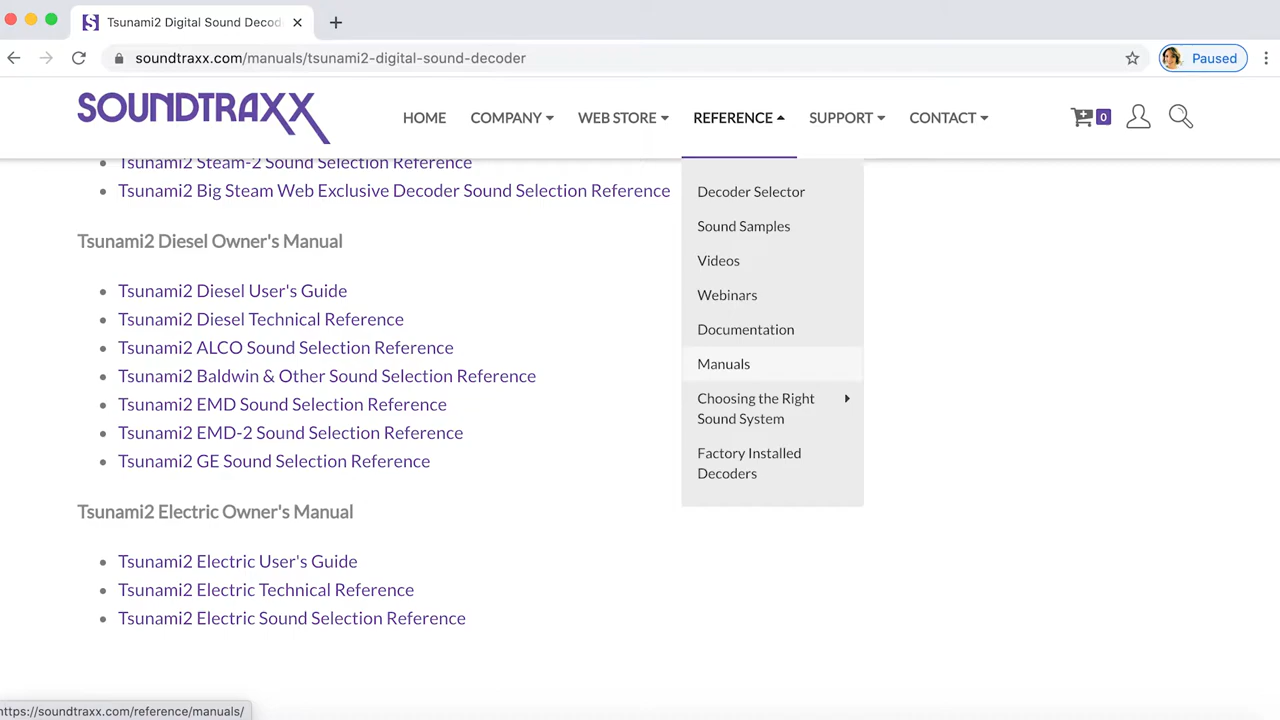 Tsunami2 Digital Sound Decod
soundtraxx.com/manuals/tsunami2-digital-sound-decoder
Paused
SOUNDTRAXX
HOME
COMPANY
WEB STORE
REFERENCE
SUPPORT
CONTACT
0
Tsunami2 Steam-2 Sound Selection Reference
Tsunami2 Big Steam Web Exclusive Decoder Sound Selection Reference
Tsunami2 Diesel Owner's Manual
Tsunami2 Diesel User's Guide
Tsunami2 Diesel Technical Reference
Tsunami2 ALCO Sound Selection Reference
Tsunami2 Baldwin & Other Sound Selection Reference
Tsunami2 EMD Sound Selection Reference
Tsunami2 EMD-2 Sound Selection Reference
Tsunami2 GE Sound Selection Reference
Tsunami2 Electric Owner's Manual
Tsunami2 Electric User's Guide
Tsunami2 Electric Technical Reference
Tsunami2 Electric Sound Selection Reference
Decoder Selector
Sound Samples
Videos
Webinars
Documentation
Manuals
Choosing the Right
Sound System
Factory Installed
Decoders
https://soundtraxx.com/reference/manuals/